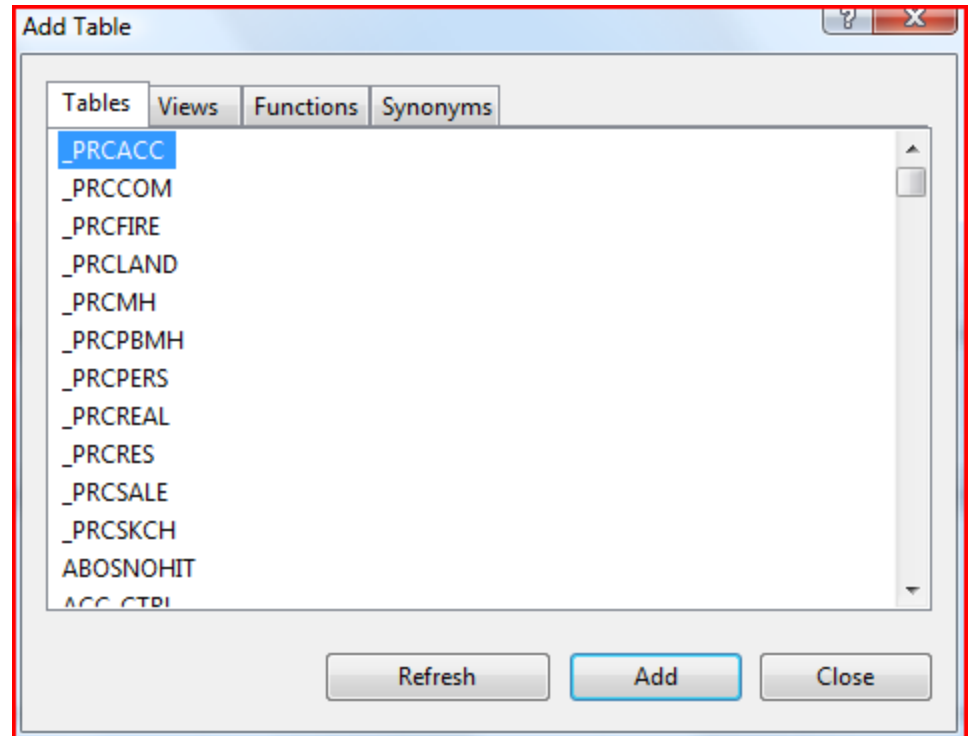 Add Table
? X
Tables Views Functions Synonyms
_PRCACC
_PRCCOM
_PRCFIRE
_PRCLAND
_PRCMH
_PRCPBMH
_PRCPERS
_PRCREAL
_PRCRES
_PRCSALE
_PRCSKCH
ABOSNOHIT
ACC_CTRL
Refresh Add Close